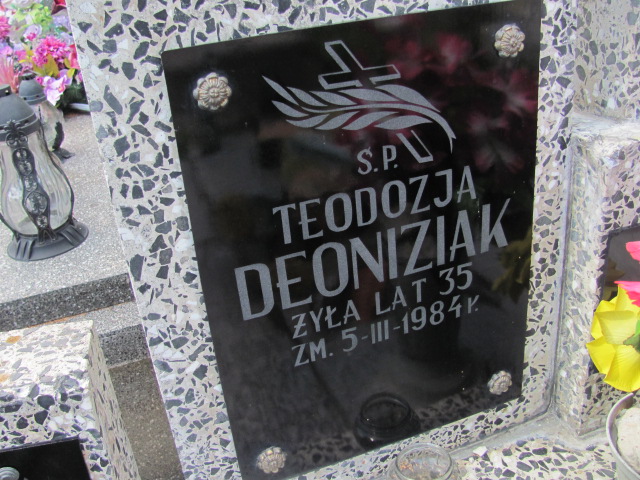 Ś.P.
TEODOZJA
DEONIZIAK
ŻYŁA LAT 35
ZM. 5-III-1984 r.